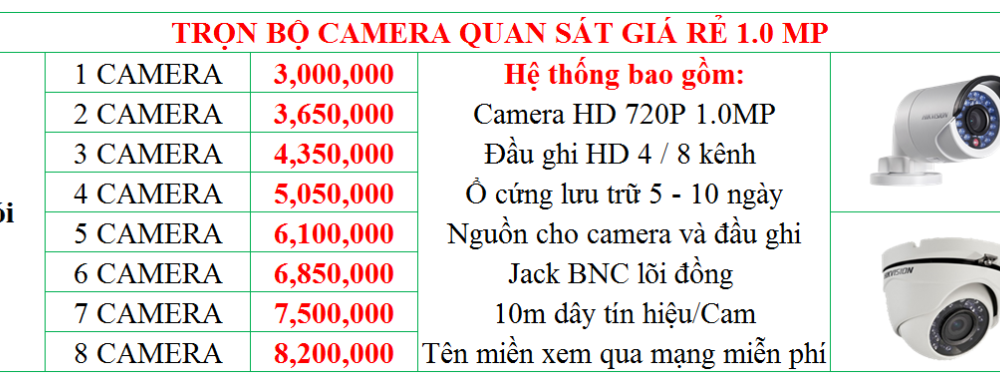 TRỌN BỘ CAMERA QUAN SÁT GIÁ RẺ 1.0 MP
1 CAMERA 3,000,000 Hệ thống bao gồm:
2 CAMERA 3,650,000 Camera HD 720P 1.0MP
HIKVISION
3 CAMERA 4,350,000 Đầu ghi HD 4 / 8 kênh
4 CAMERA 5,050,000 Ổ cứng lưu trữ 5 - 10 ngày
5 CAMERA 6,100,000 Nguồn cho camera và đầu ghi
6 CAMERA 6,850,000 Jack BNC lõi đồng
HIKVISION
7 CAMERA 7,500,000 10m dây tín hiệu/Cam
8 CAMERA 8,200,000 Tên miền xem qua mạng miễn phí